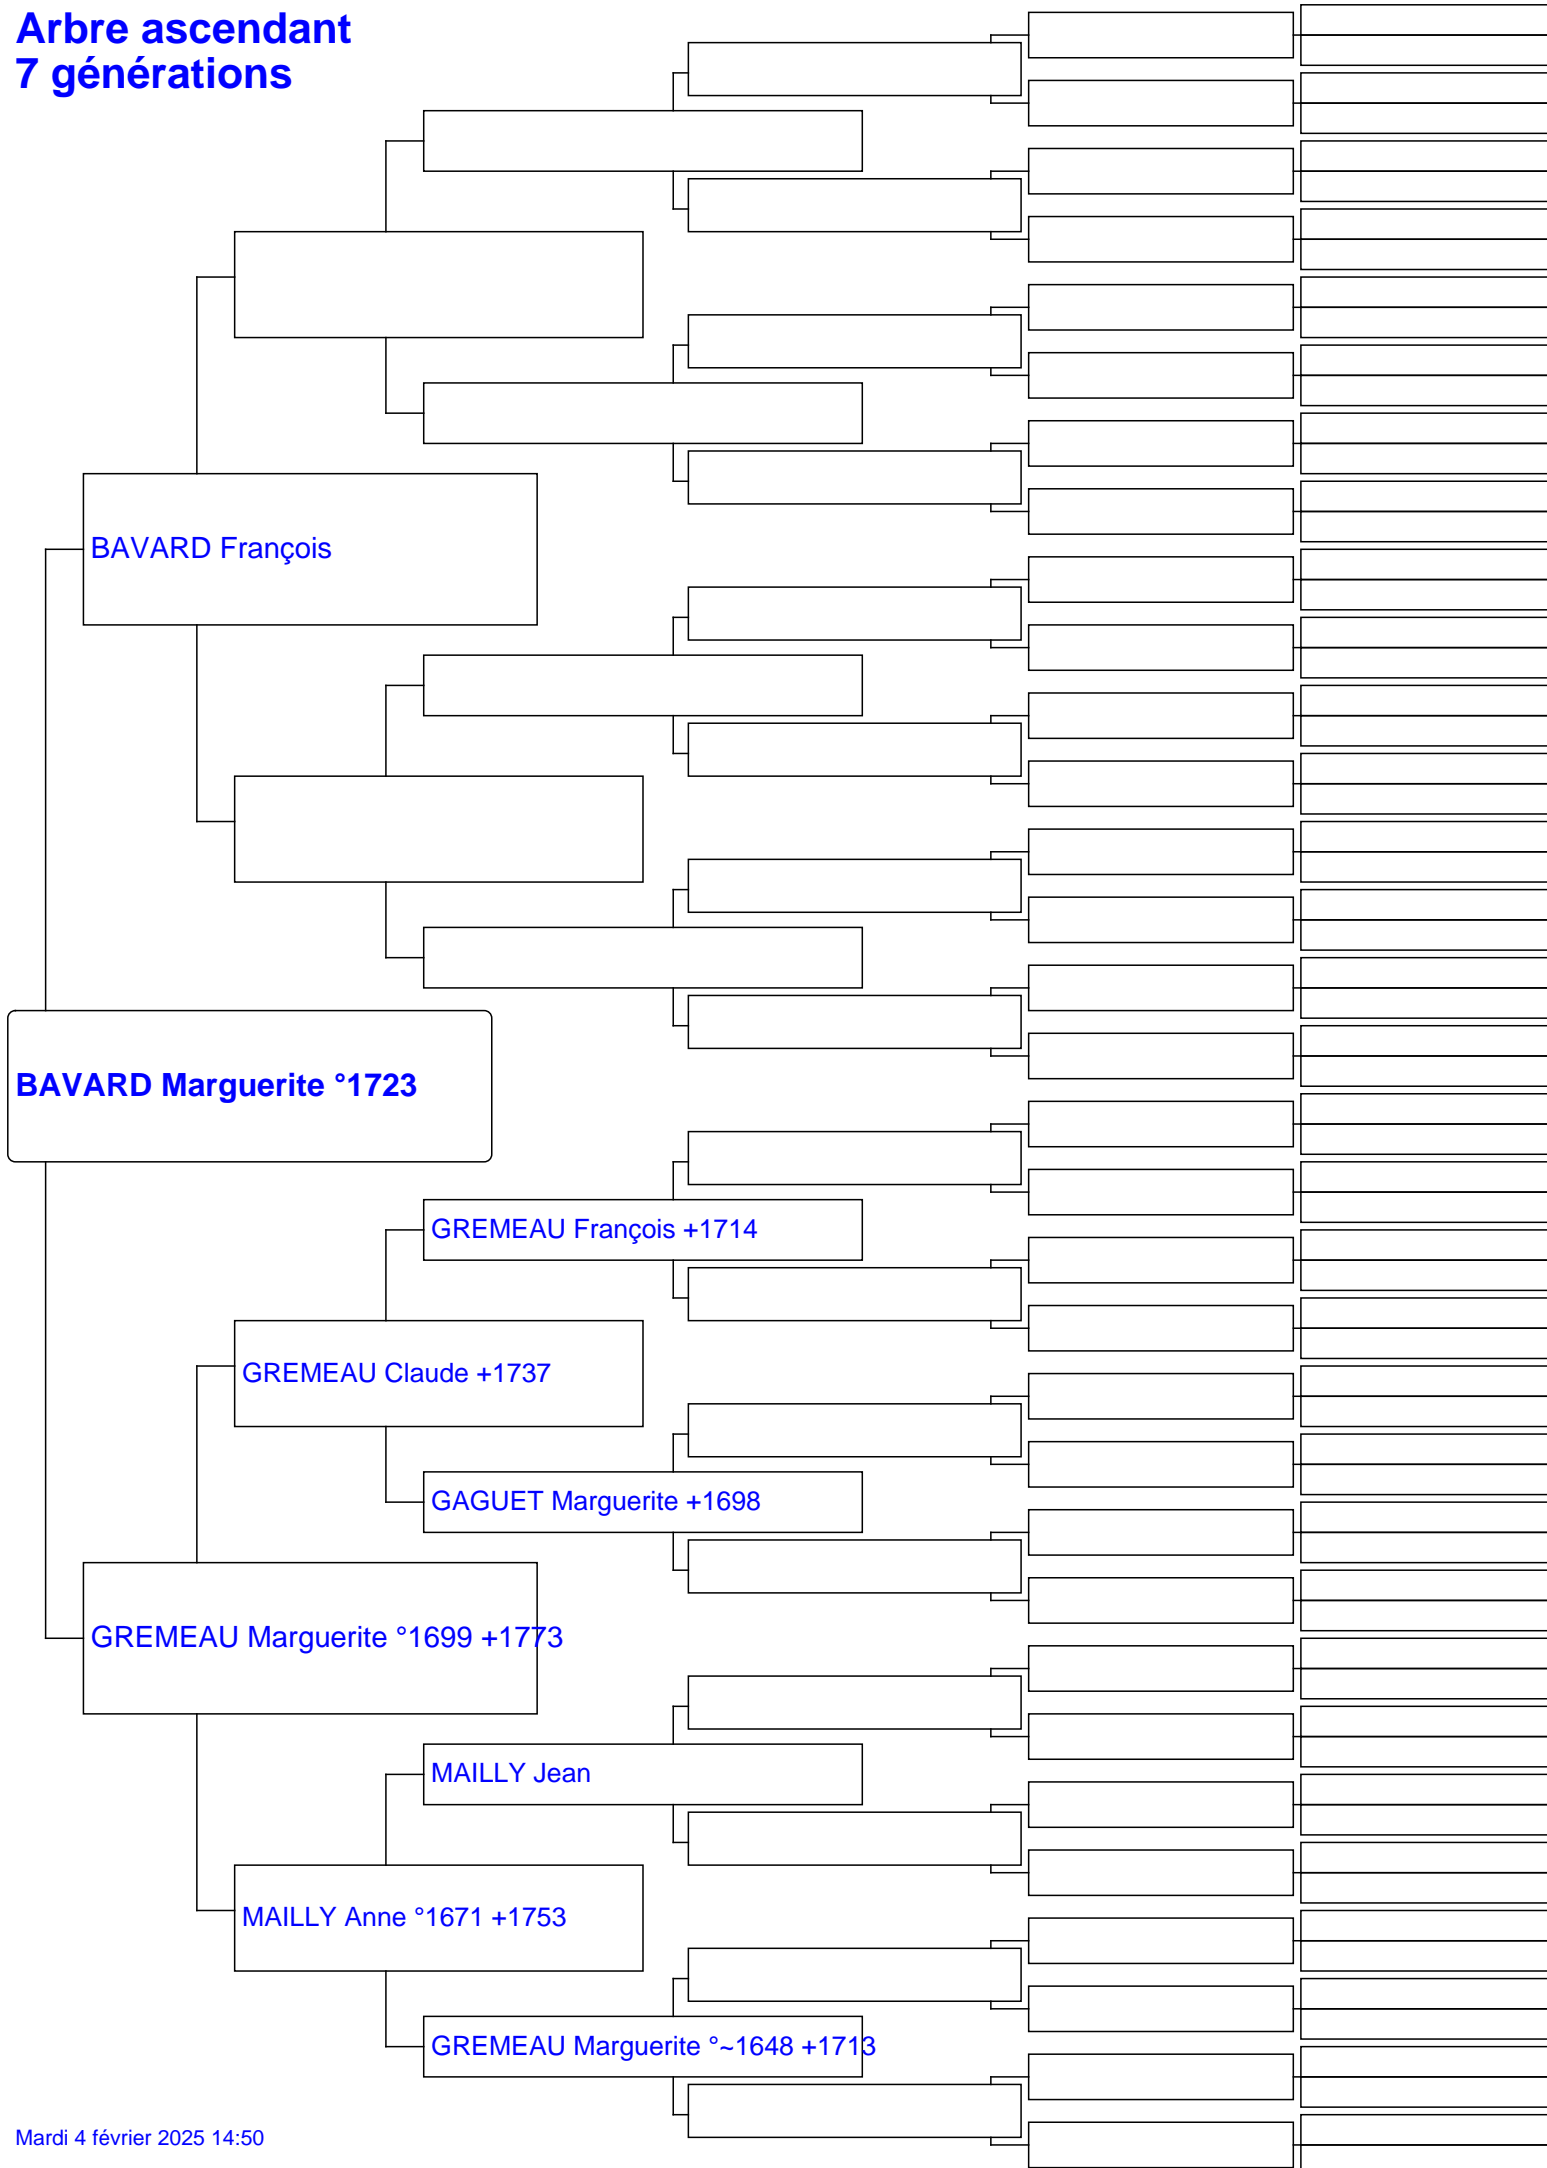 Arbre ascendant
7 générations
BAVARD François
BAVARD Marguerite °1723
GREMEAU François +1714
GREMEAU Claude +1737
GAGUET Marguerite +1698
GREMEAU Marguerite °1699 +1773
MAILLY Jean
MAILLY Anne °1671 +1753
GREMEAU Marguerite °~1648 +1713
Mardi 4 février 2025 14:50